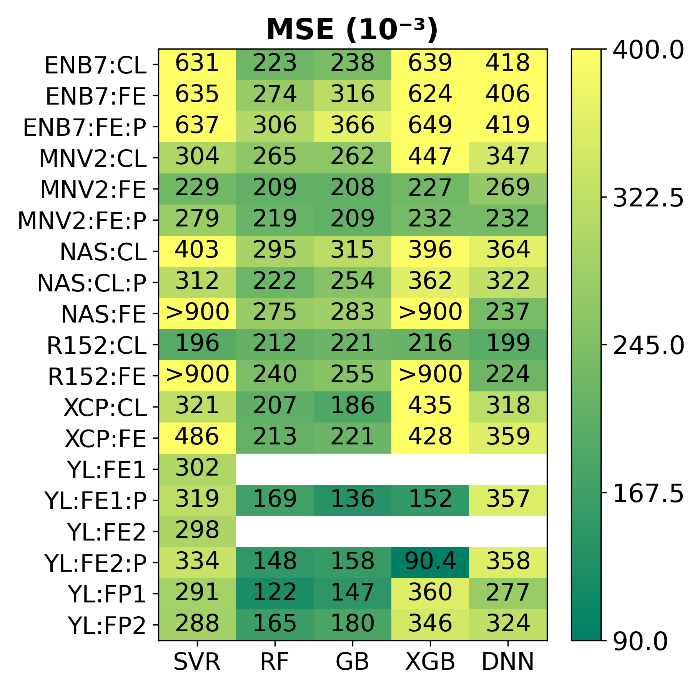 MSE (10⁻³)
ENB7:CL 631 223 238 639 418
ENB7:FE 635 274 316 624 406
ENB7:FE:P 637 306 366 649 419
MNV2:CL 304 265 262 447 347
MNV2:FE 229 209 208 227 269
MNV2:FE:P 279 219 209 232 232
NAS:CL 403 295 315 396 364
NAS:CL:P 312 222 254 362 322
NAS:FE >900 275 283 >900 237
R152:CL 196 212 221 216 199
R152:FE >900 240 255 >900 224
XCP:CL 321 207 186 435 318
XCP:FE 486 213 221 428 359
YL:FE1 302
YL:FE1:P 319 169 136 152 357
YL:FE2 298
YL:FE2:P 334 148 158 90.4 358
YL:FP1 291 122 147 360 277
YL:FP2 288 165 180 346 324
SVR RF GB XGB DNN
400.0
322.5
245.0
167.5
90.0